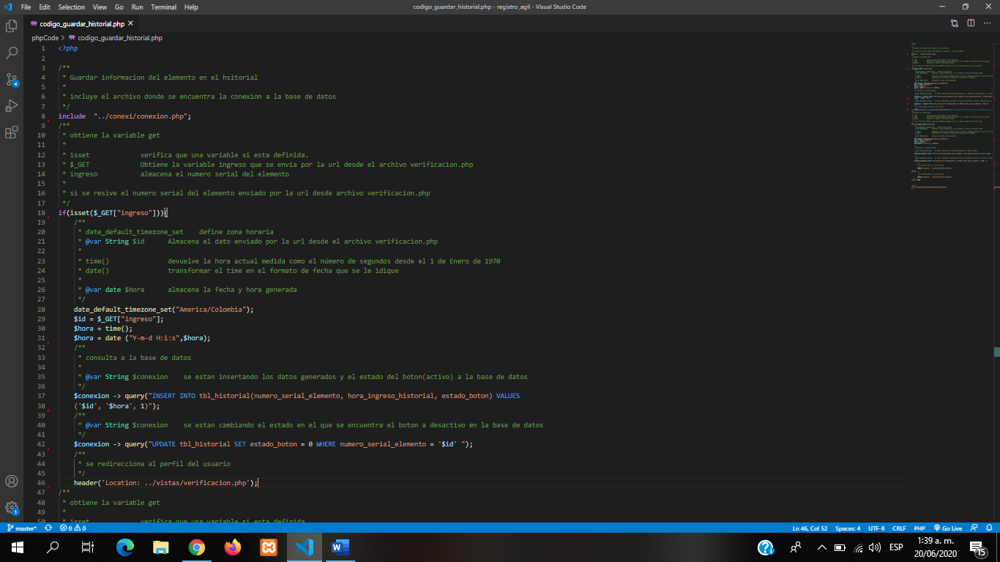 File Edit Selection View Go Run Terminal Help
codigo_guardar_historial.php - registro_agil - Visual Studio Code
codigo_guardar_historial.php
phpCode > codigo_guardar_historial.php
1 <?php
2
3 /**
4 * Guardar informacion del elemento en el hsitorial
5 *
6 * incluye el archivo donde se encuentra la conexion a la base de datos
7 */
8 include "../conexi/conexion.php";
9 /**
10 * obtiene la variable get
11 *
12 * isset verifica que una variable si esta definida.
13 * $_GET Obtiene la variable ingreso que se envia por la url desde el archivo verificacion.php
14 * ingreso almacena el numero serial del elemento
15 *
16 * si se resive el numero serial del elemento enviado por la url desde archivo verificacion.php
17 */
18 if(isset($_GET["ingreso"])){
19 /**
20 * date_default_timezone_set define zona horaria
21 * @var String $id Almacena el dato enviado por la url desde el archivo verificacion.php
22 *
23 * time() devuelve la hora actual medida como el número de segundos desde el 1 de Enero de 1970
24 * date() transformar el time en el formato de fecha que se le idique
25 *
26 * @var date $hora almacena la fecha y hora generada
27 */
28 date_default_timezone_set("America/Colombia");
29 $id = $_GET["ingreso"];
30 $hora = time();
31 $hora = date ("Y-m-d H:i:s",$hora);
32 /**
33 * consulta a la base de datos
34 *
35 * @var String $conexion se estan insertando los datos generados y el estado del boton(activo) a la base de datos
36 */
37 $conexion -> query("INSERT INTO tbl_historial(numero_serial_elemento, hora_ingreso_historial, estado_boton) VALUES
38 ('$id', '$hora', 1)");
39 /**
40 * @var String $conexion se estan cambiando el estado en el que se encuentra el boton a desactivo en la base de datos
41 */
42 $conexion -> query("UPDATE tbl_historial SET estado_boton = 0 WHERE numero_serial_elemento = '$id' ");
43 /**
44 * se redirecciona al perfil del usuario
45 */
46 header('Location: ../vistas/verificacion.php');
47 /**
48 * obtiene la variable get
49 *
50 * isset verifica que una variable si esta definida
master* 0 0 Ln 46, Col 52 Spaces: 4 UTF-8 CRLF PHP Go Live
ESP
1:39 a. m.
20/06/2020
15